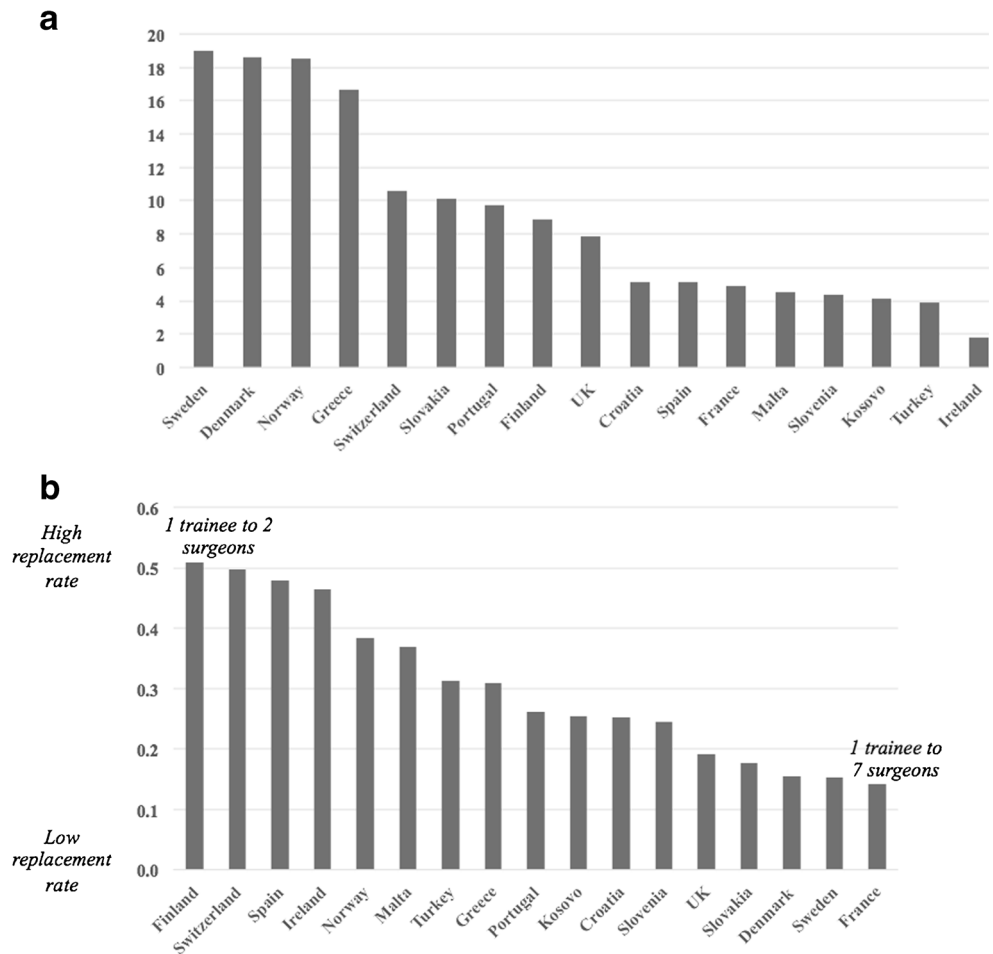 a
20
18
16
14
12
10
8
6
4
2
0
Sweden
Denmark
Norway
Greece
Switzerland
Slovakia
Portugal
Finland
UK
Croatia
Spain
France
Malta
Slovenia
Kosovo
Turkey
Ireland
b
High
replacement
rate
Low
replacement
rate
0.6
0.5
0.4
0.3
0.2
0.1
0.0
1 trainee to 2
surgeons
1 trainee to
7 surgeons
Finland
Switzerland
Spain
Ireland
Norway
Malta
Turkey
Greece
Portugal
Kosovo
Croatia
Slovenia
UK
Slovakia
Denmark
Sweden
France